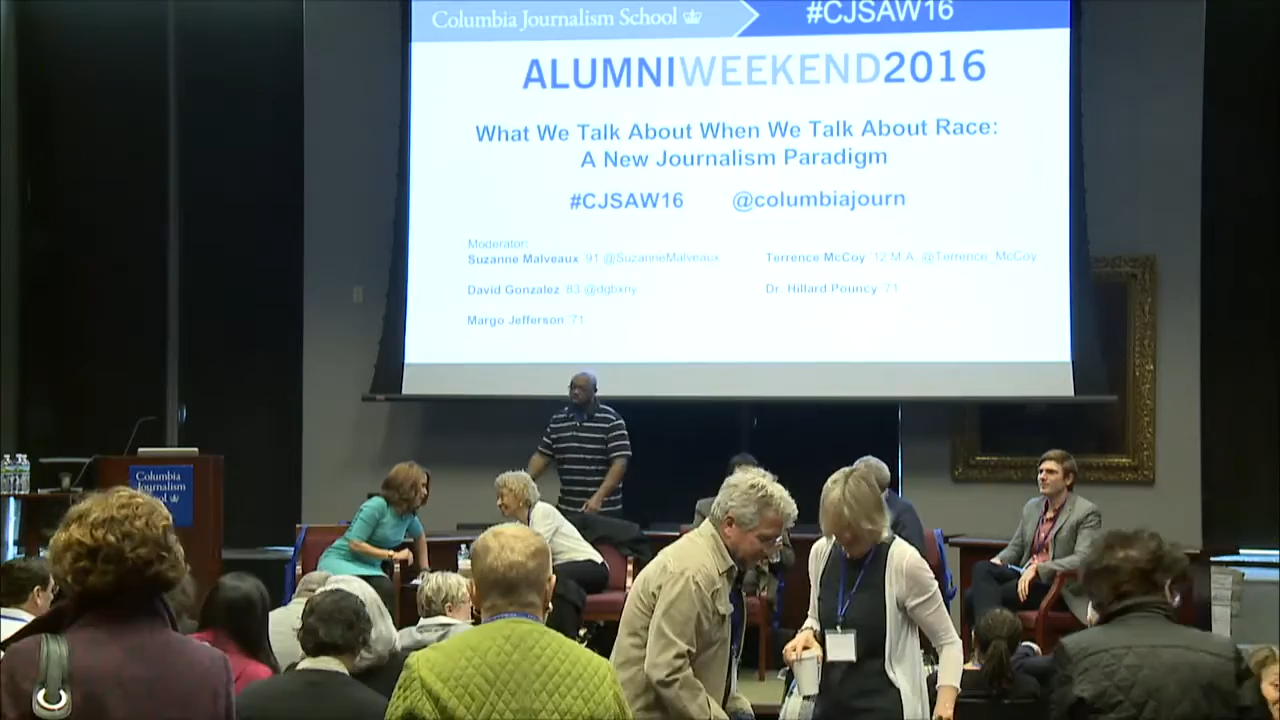 Columbia Journalism School
#CJSAW16
ALUMNIWEEKEND2016
What We Talk About When We Talk About Race:
A New Journalism Paradigm
#CJSAW16 @columbiajourn
Moderator:
Suzanne Malveaux '91 @SuzanneMalveaux
Terrence McCoy '12 M.A. @Terrence_McCoy
David Gonzalez '83 @dgbxny
Dr. Hillard Pouncy '71
Margo Jefferson '71
Columbia
Journalism
School